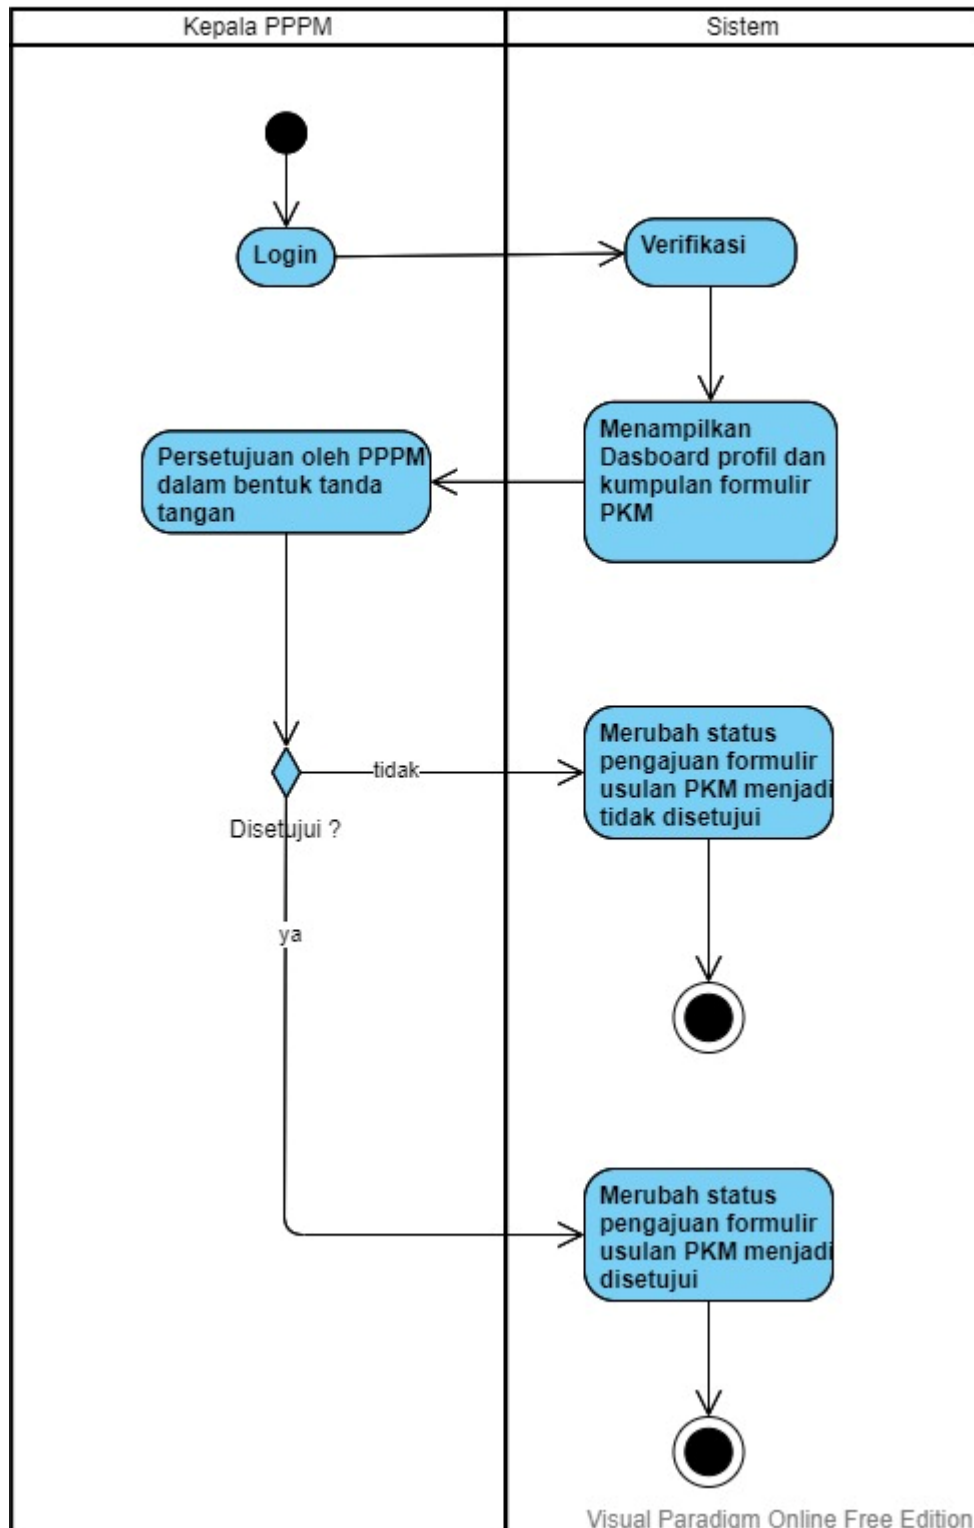 Kepala PPPM
Sistem
Login
Verifikasi
Menampilkan
Dasboard profil dan
kumpulan formulir
PKM
Persetujuan oleh PPPM
dalam bentuk tanda
tangan
tidak
Disetujui ?
Merubah status
pengajuan formulir
usulan PKM menjadi
tidak disetujui
ya
Merubah status
pengajuan formulir
usulan PKM menjadi
disetujui
Visual Paradigm Online Free Edition